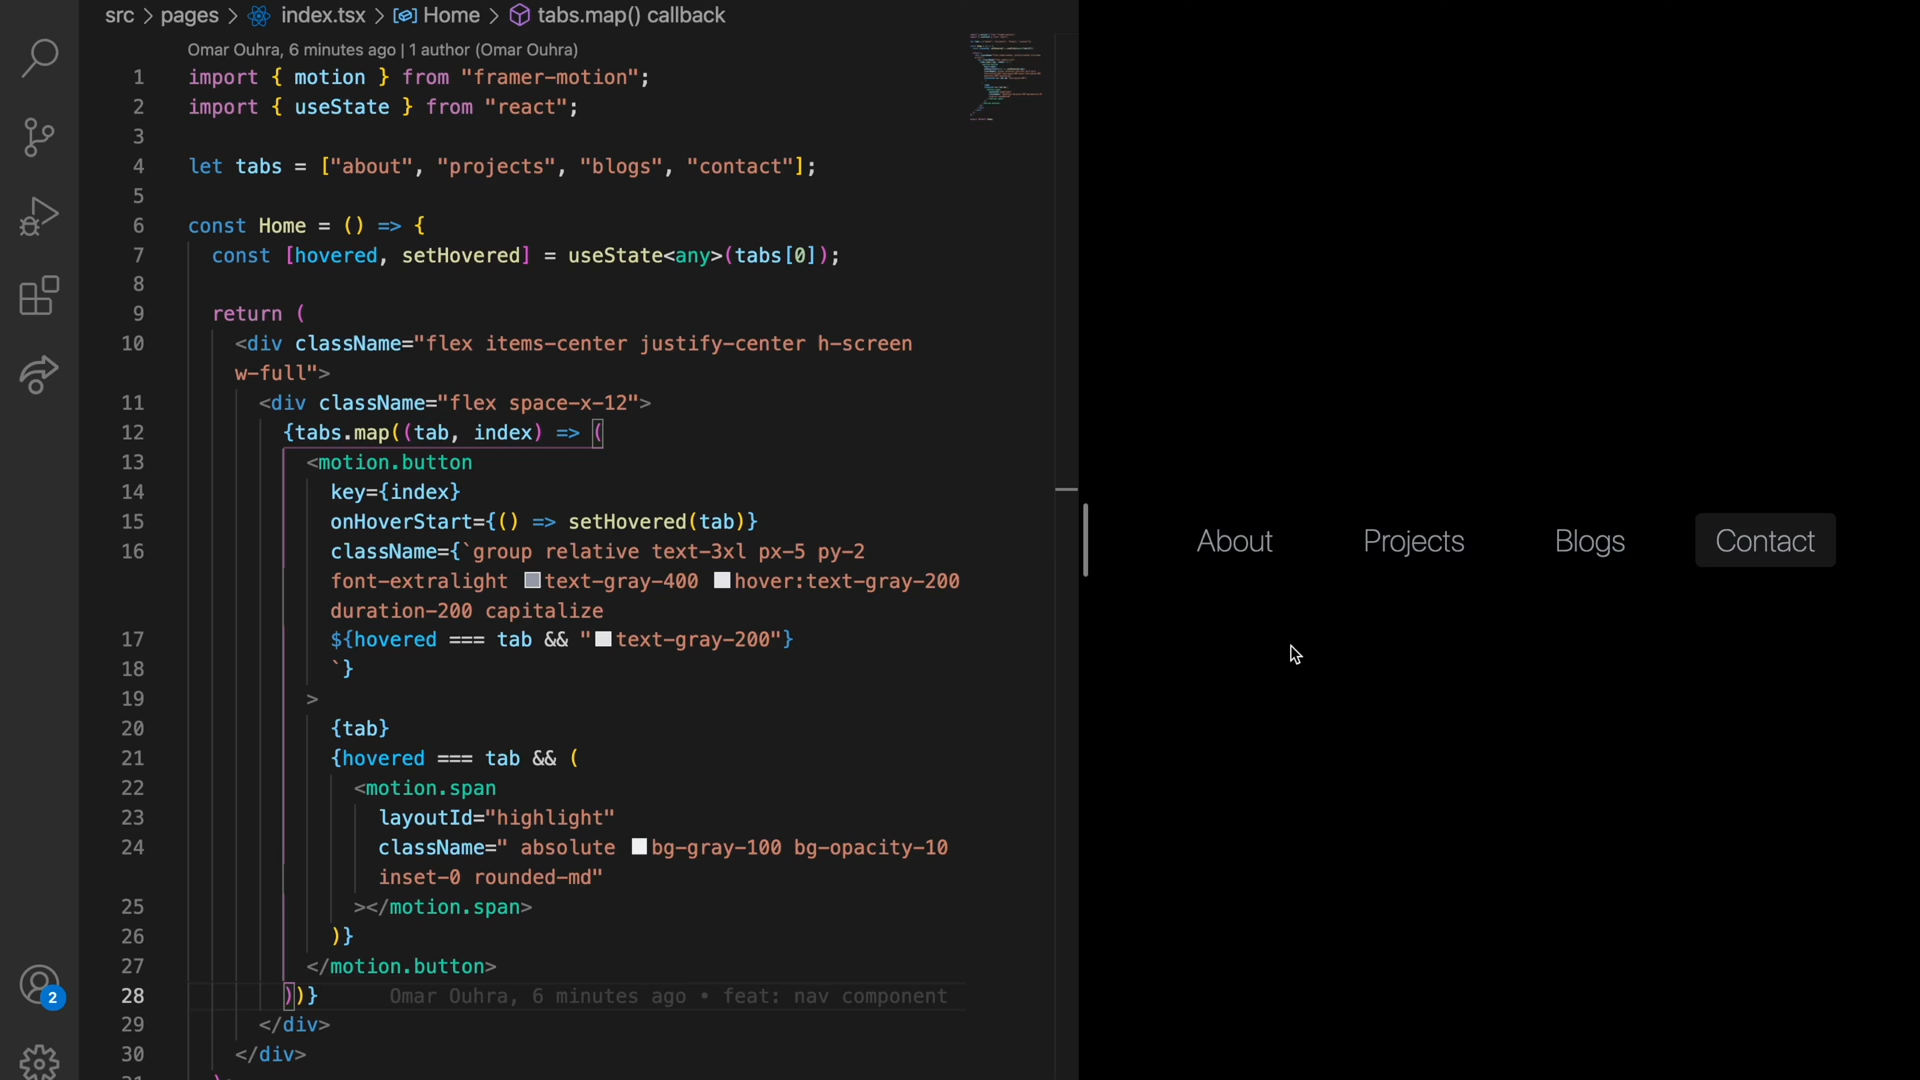 src > pages > index.tsx > Home > tabs.map() callback
Omar Ouhra, 6 minutes ago | 1 author (Omar Ouhra)
1 import { motion } from "framer-motion";
2 import { useState } from "react";
3
4 let tabs = ["about", "projects", "blogs", "contact"];
5
6 const Home = () => {
7 const [hovered, setHovered] = useState<any>(tabs[0]);
8
9 return (
10 <div className="flex items-center justify-center h-screen
w-full">
11 <div className="flex space-x-12">
12 {tabs.map((tab, index) => (
13 <motion.button
14 key={index}
15 onHoverStart={() => setHovered(tab)}
16 className={`group relative text-3xl px-5 py-2
font-extralight text-gray-400 hover:text-gray-200
duration-200 capitalize
17 ${hovered === tab && "text-gray-200"}
18 `}
19 >
20 {tab}
21 {hovered === tab && (
22 <motion.span
23 layoutId="highlight"
24 className=" absolute bg-gray-100 bg-opacity-10
inset-0 rounded-md"
25 ></motion.span>
26 )}
27 </motion.button>
28 ))} Omar Ouhra, 6 minutes ago • feat: nav component
29 </div>
30 </div>
2
About Projects Blogs Contact